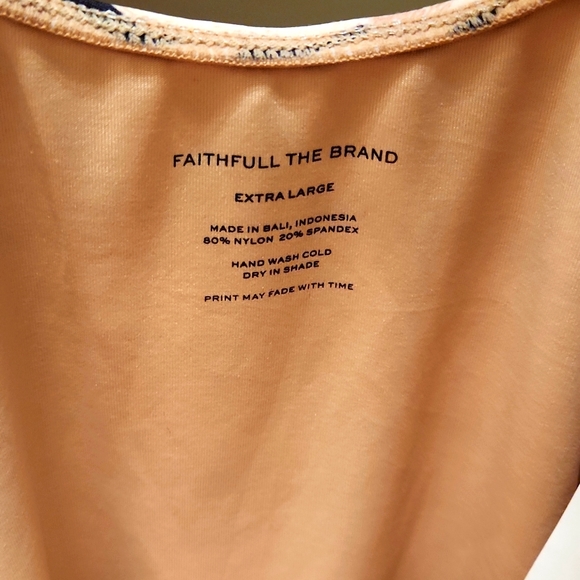 FAITHFULL THE BRAND
EXTRA LARGE
MADE IN BALI, INDONESIA
80% NYLON 20% SPANDEX
HAND WASH COLD
DRY IN SHADE
PRINT MAY FADE WITH TIME